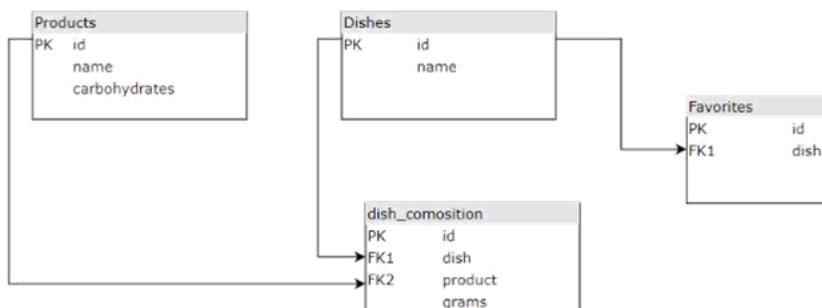 Products
PK id
name
carbohydrates
Dishes
PK id
name
Favorites
PK id
FK1 dish
dish_comosition
PK id
FK1 dish
FK2 product
grams